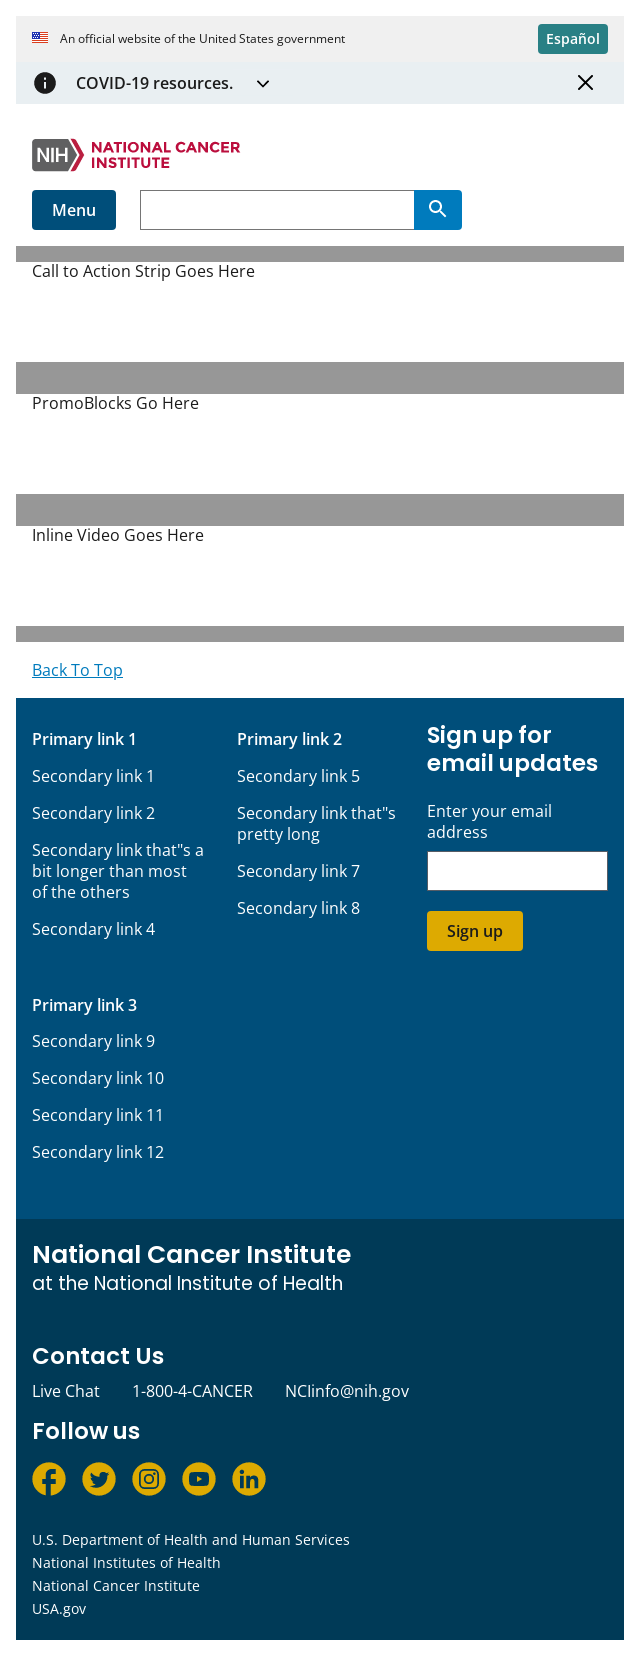 An official website of the United States government
Español
COVID-19 resources.
NIH NATIONAL CANCER
INSTITUTE
Menu
Call to Action Strip Goes Here
PromoBlocks Go Here
Inline Video Goes Here
Back To Top
Primary link 1
Secondary link 1
Secondary link 2
Secondary link that"s a
bit longer than most
of the others
Secondary link 4
Primary link 2
Secondary link 5
Secondary link that"s
pretty long
Secondary link 7
Secondary link 8
Sign up for
email updates
Enter your email
address
Sign up
Primary link 3
Secondary link 9
Secondary link 10
Secondary link 11
Secondary link 12
National Cancer Institute
at the National Institute of Health
Contact Us
Live Chat
1-800-4-CANCER
NCIinfo@nih.gov
Follow us
U.S. Department of Health and Human Services
National Institutes of Health
National Cancer Institute
USA.gov